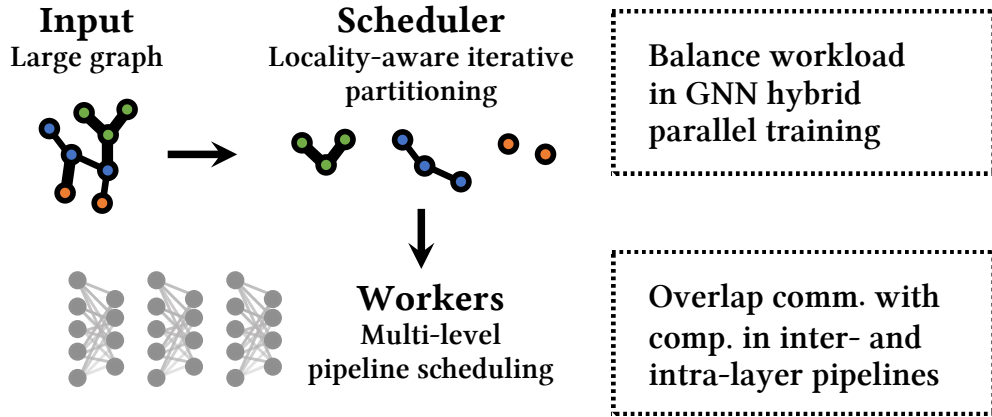 Input
Large graph
Scheduler
Locality-aware iterative
partitioning
Balance workload
in GNN hybrid
parallel training
Workers
Multi-level
pipeline scheduling
Overlap comm. with
comp. in inter- and
intra-layer pipelines